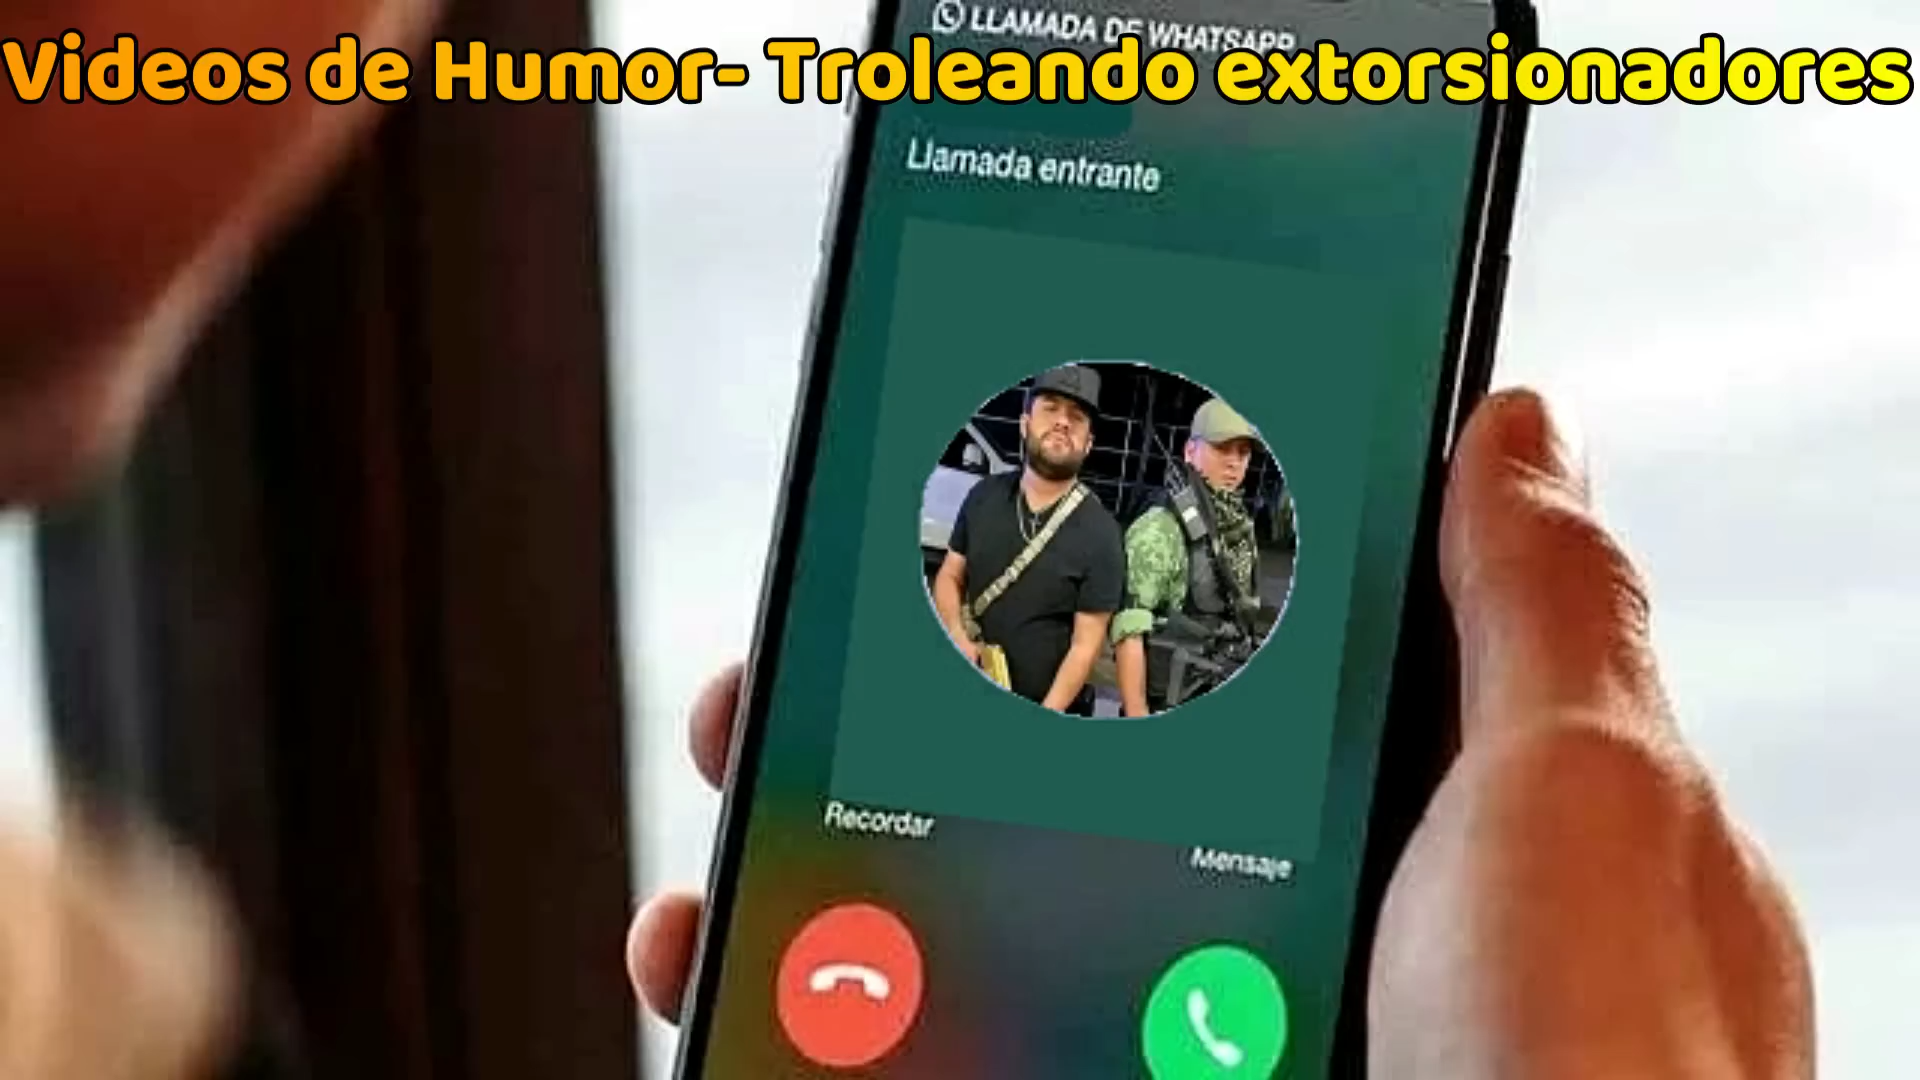 LLAMADA DE WHATSAPP
Videos de Humor- Troleando extorsionadores
Llamada entrante
Recordar
Mensaje